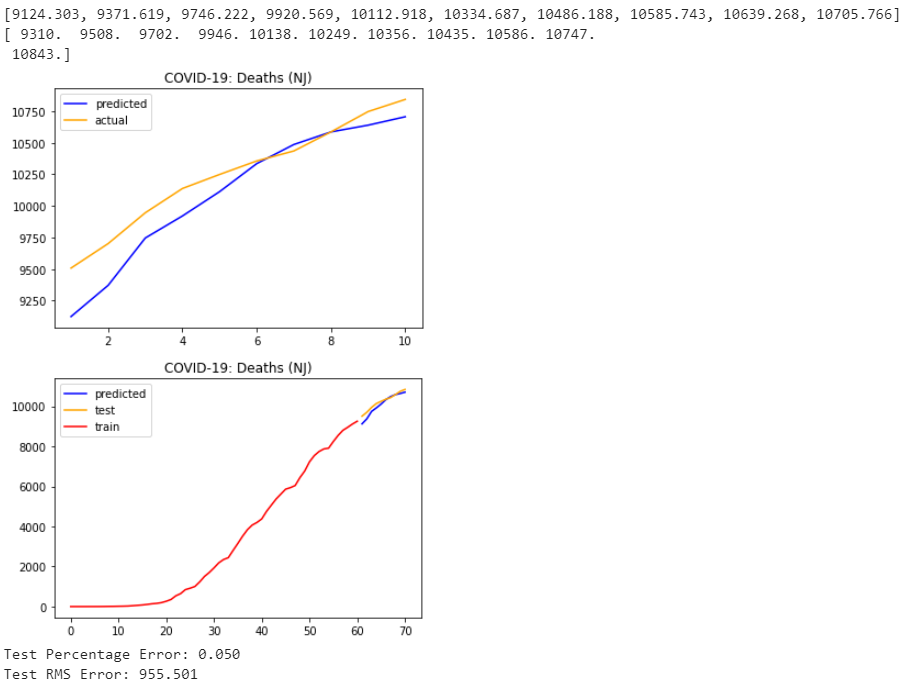 [9124.303, 9371.619, 9746.222, 9920.569, 10112.918, 10334.687, 10486.188, 10585.743, 10639.268, 10705.766]
[ 9310.  9508.  9702.  9946. 10138. 10249. 10356. 10435. 10586. 10747.
 10843.]
COVID-19: Deaths (NJ)
predicted
actual
10750
10500
10250
10000
9750
9500
9250
2 4 6 8 10
COVID-19: Deaths (NJ)
predicted
test
train
10000
8000
6000
4000
2000
0
0 10 20 30 40 50 60 70
Test Percentage Error: 0.050
Test RMS Error: 955.501